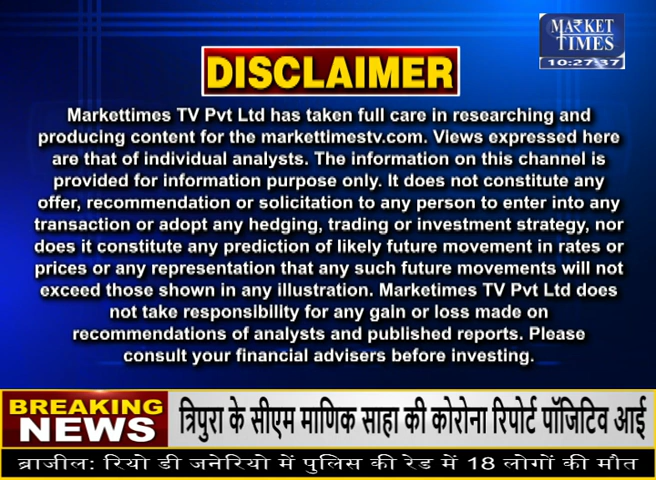 MARKET
TIMES
10:27:37
DISCLAIMER
Markettimes TV Pvt Ltd has taken full care in researching and
producing content for the markettimestv.com. Views expressed here
are that of individual analysts. The information on this channel is
provided for information purpose only. It does not constitute any
offer, recommendation or solicitation to any person to enter into any
transaction or adopt any hedging, trading or investment strategy, nor
does it constitute any prediction of likely future movement in rates or
prices or any representation that any such future movements will not
exceed those shown in any illustration. Marketimes TV Pvt Ltd does
not take responsibility for any gain or loss made on
recommendations of analysts and published reports. Please
consult your financial advisers before investing.
BREAKING
NEWS
त्रिपुरा के सीएम माणिक साहा की कोरोना रिपोर्ट पॉजिटिव आई
ब्राजील: रियो डी जनेरियो में पुलिस की रेड में 18 लोगों की मौत